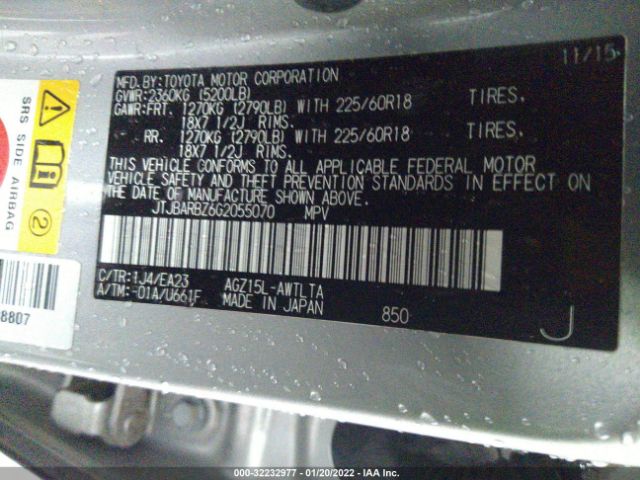 11/15
MFD.BY:TOYOTA MOTOR CORPORATION
GVWR:2360KG (5200LB)
GAWR:FRT. 1270KG (2790LB) WITH 225/60R18 TIRES,
18X7 1/2J RIMS.
RR. 1270KG (2790LB) WITH 225/60R18 TIRES,
18X7 1/2J RIMS.
THIS VEHICLE CONFORMS TO ALL APPLICABLE FEDERAL MOTOR
VEHICLE SAFETY AND THEFT PREVENTION STANDARDS IN EFFECT ON
THE DATE OF MANUFACTURE SHOWN ABOVE.
JTJBARBZ6G2055070 MPV
C/TR:1J4/EA23 AGZ15L-AWTLTA
A/TM:-01A/U661F MADE IN JAPAN 850
J
SRS SIDE AIRBAG
2
8807
000-32232977 - 01/20/2022 - IAA Inc.